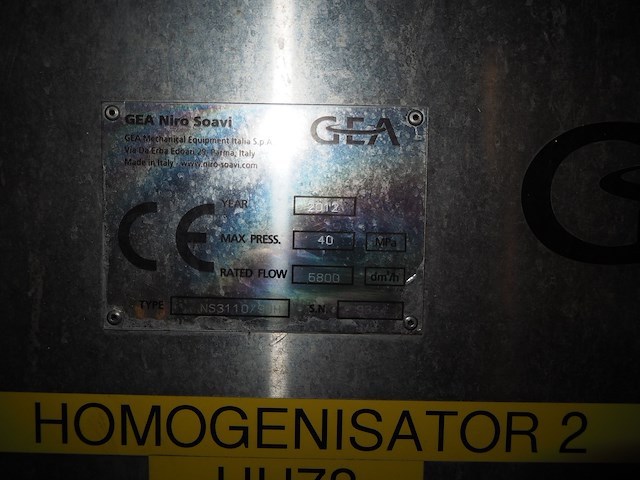 GEA Niro Soavi
GEA
GEA Mechanical Equipment Italia S.p.A
Via Da Erba Edoari 29, Parma, Italy
Made in Italy - www.niro-soavi.com
CE
YEAR 2012
MAX PRESS. 40 MPa
RATED FLOW 5800 dm³/h
TYPE S.N.
HOMOGENISATOR 2